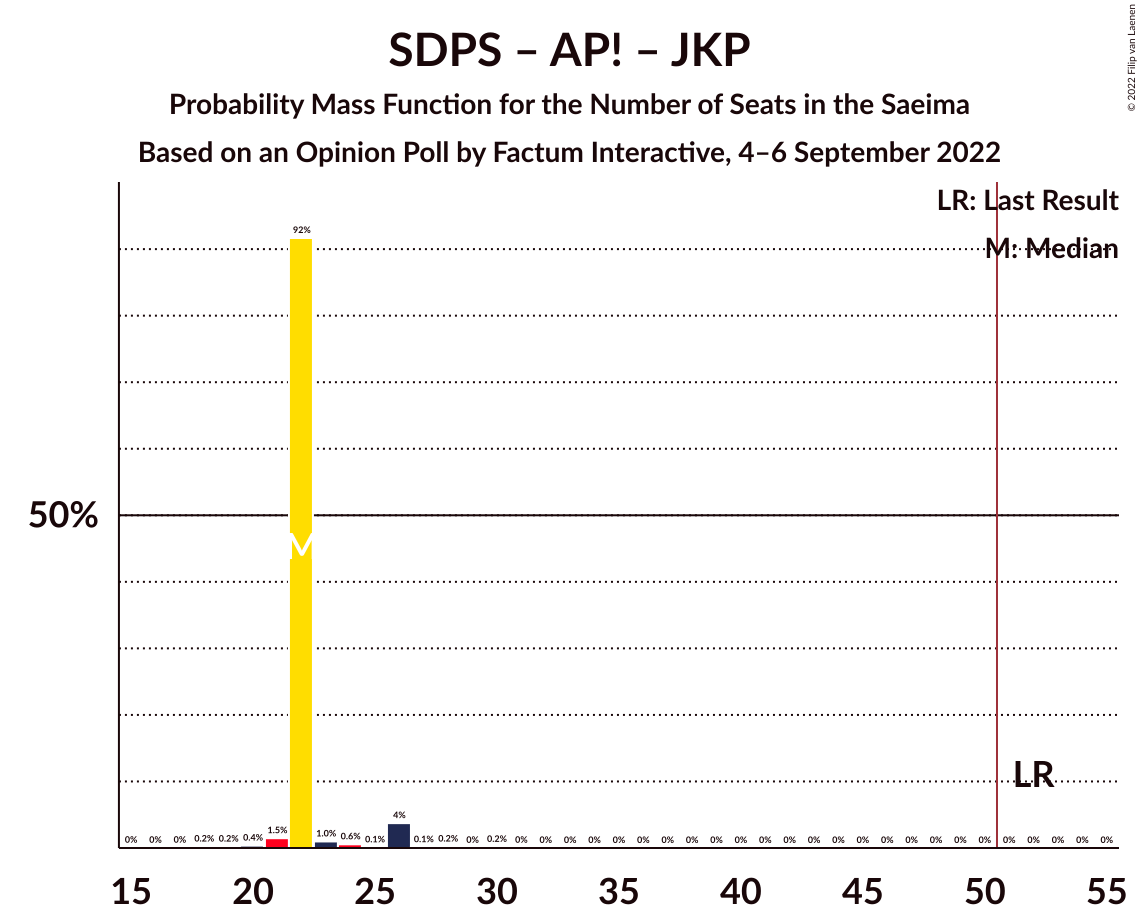 SDPS – AP! – JKP
Probability Mass Function for the Number of Seats in the Saeima
Based on an Opinion Poll by Factum Interactive, 4–6 September 2022
© 2022 Filip van Laenen
LR: Last Result
M: Median
92%
50%
M
LR
0% 0% 0% 0.2% 0.2% 0.4% 1.5% 1.0% 0.6% 0.1% 4% 0.1% 0.2% 0% 0.2% 0% 0% 0% 0% 0% 0% 0% 0% 0% 0% 0% 0% 0% 0% 0% 0% 0% 0% 0% 0% 0% 0% 0% 0% 0%
15 20 25 30 35 40 45 50 55